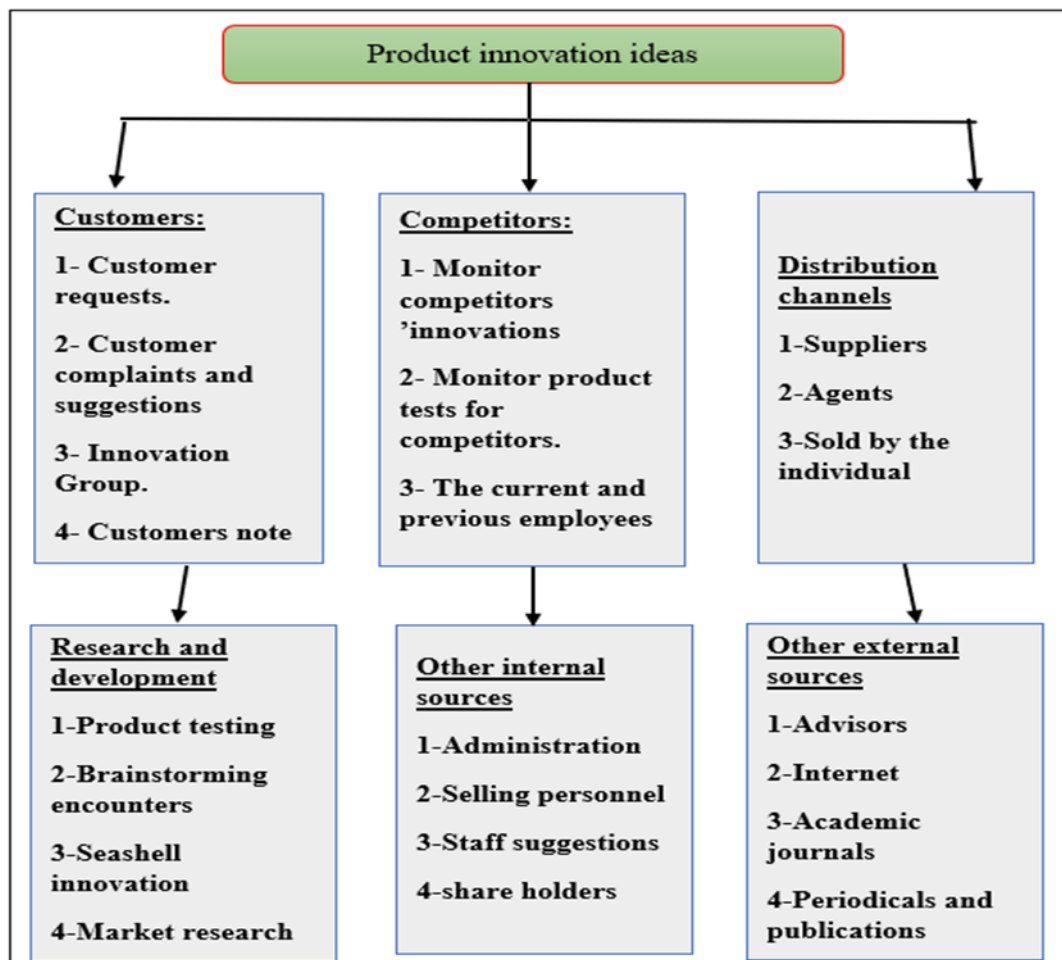 Product innovation ideas
Customers:
1- Customer
requests.
2- Customer
complaints and
suggestions
3- Innovation
Group.
4- Customers note
Competitors:
1- Monitor
competitors
’innovations
2- Monitor product
tests for
competitors.
3- The current and
previous employees
Distribution
channels
1-Suppliers
2-Agents
3-Sold by the
individual
Research and
development
1-Product testing
2-Brainstorming
encounters
3-Seashell
innovation
4-Market research
Other internal
sources
1-Administration
2-Selling personnel
3-Staff suggestions
4-share holders
Other external
sources
1-Advisors
2-Internet
3-Academic
journals
4-Periodicals and
publications